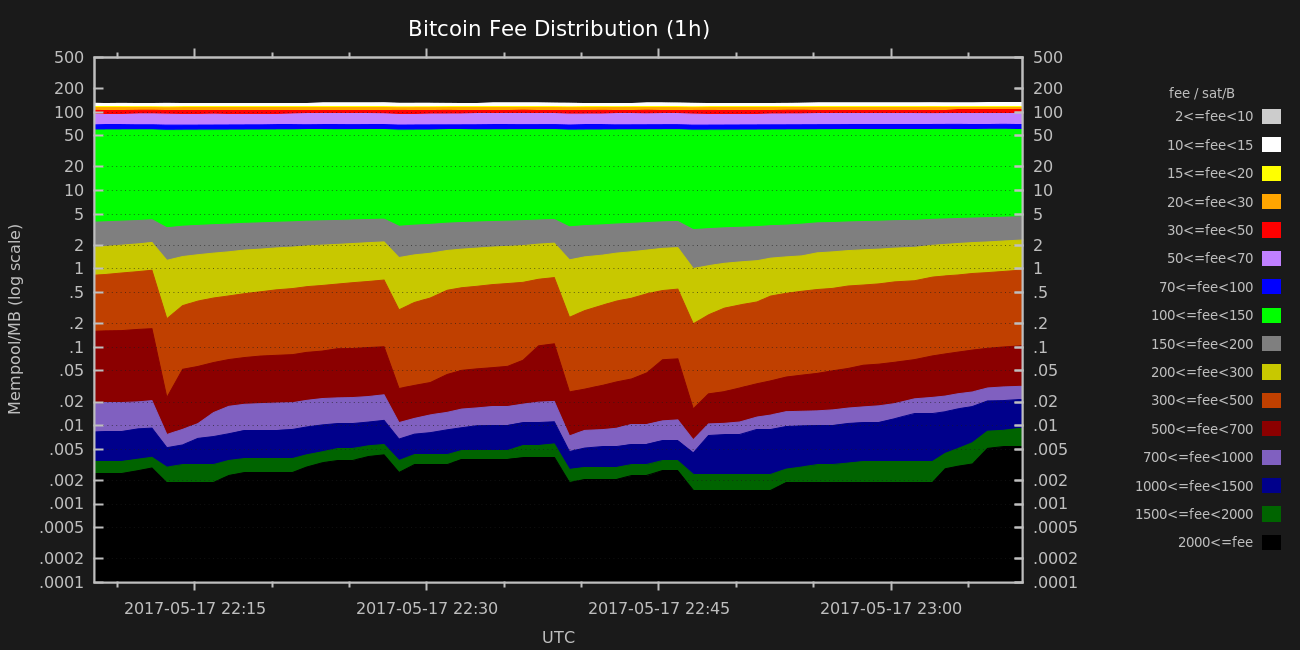 Bitcoin Fee Distribution (1h)
Mempool/MB (log scale)
500
200
100
50
20
10
5
2
1
.5
.2
.1
.05
.02
.01
.005
.002
.001
.0005
.0002
.0001
500
200
100
50
20
10
5
2
1
.5
.2
.1
.05
.02
.01
.005
.002
.001
.0005
.0002
.0001
2017-05-17 22:15
2017-05-17 22:30
2017-05-17 22:45
2017-05-17 23:00
UTC
fee / sat/B
2<=fee<10
10<=fee<15
15<=fee<20
20<=fee<30
30<=fee<50
50<=fee<70
70<=fee<100
100<=fee<150
150<=fee<200
200<=fee<300
300<=fee<500
500<=fee<700
700<=fee<1000
1000<=fee<1500
1500<=fee<2000
2000<=fee